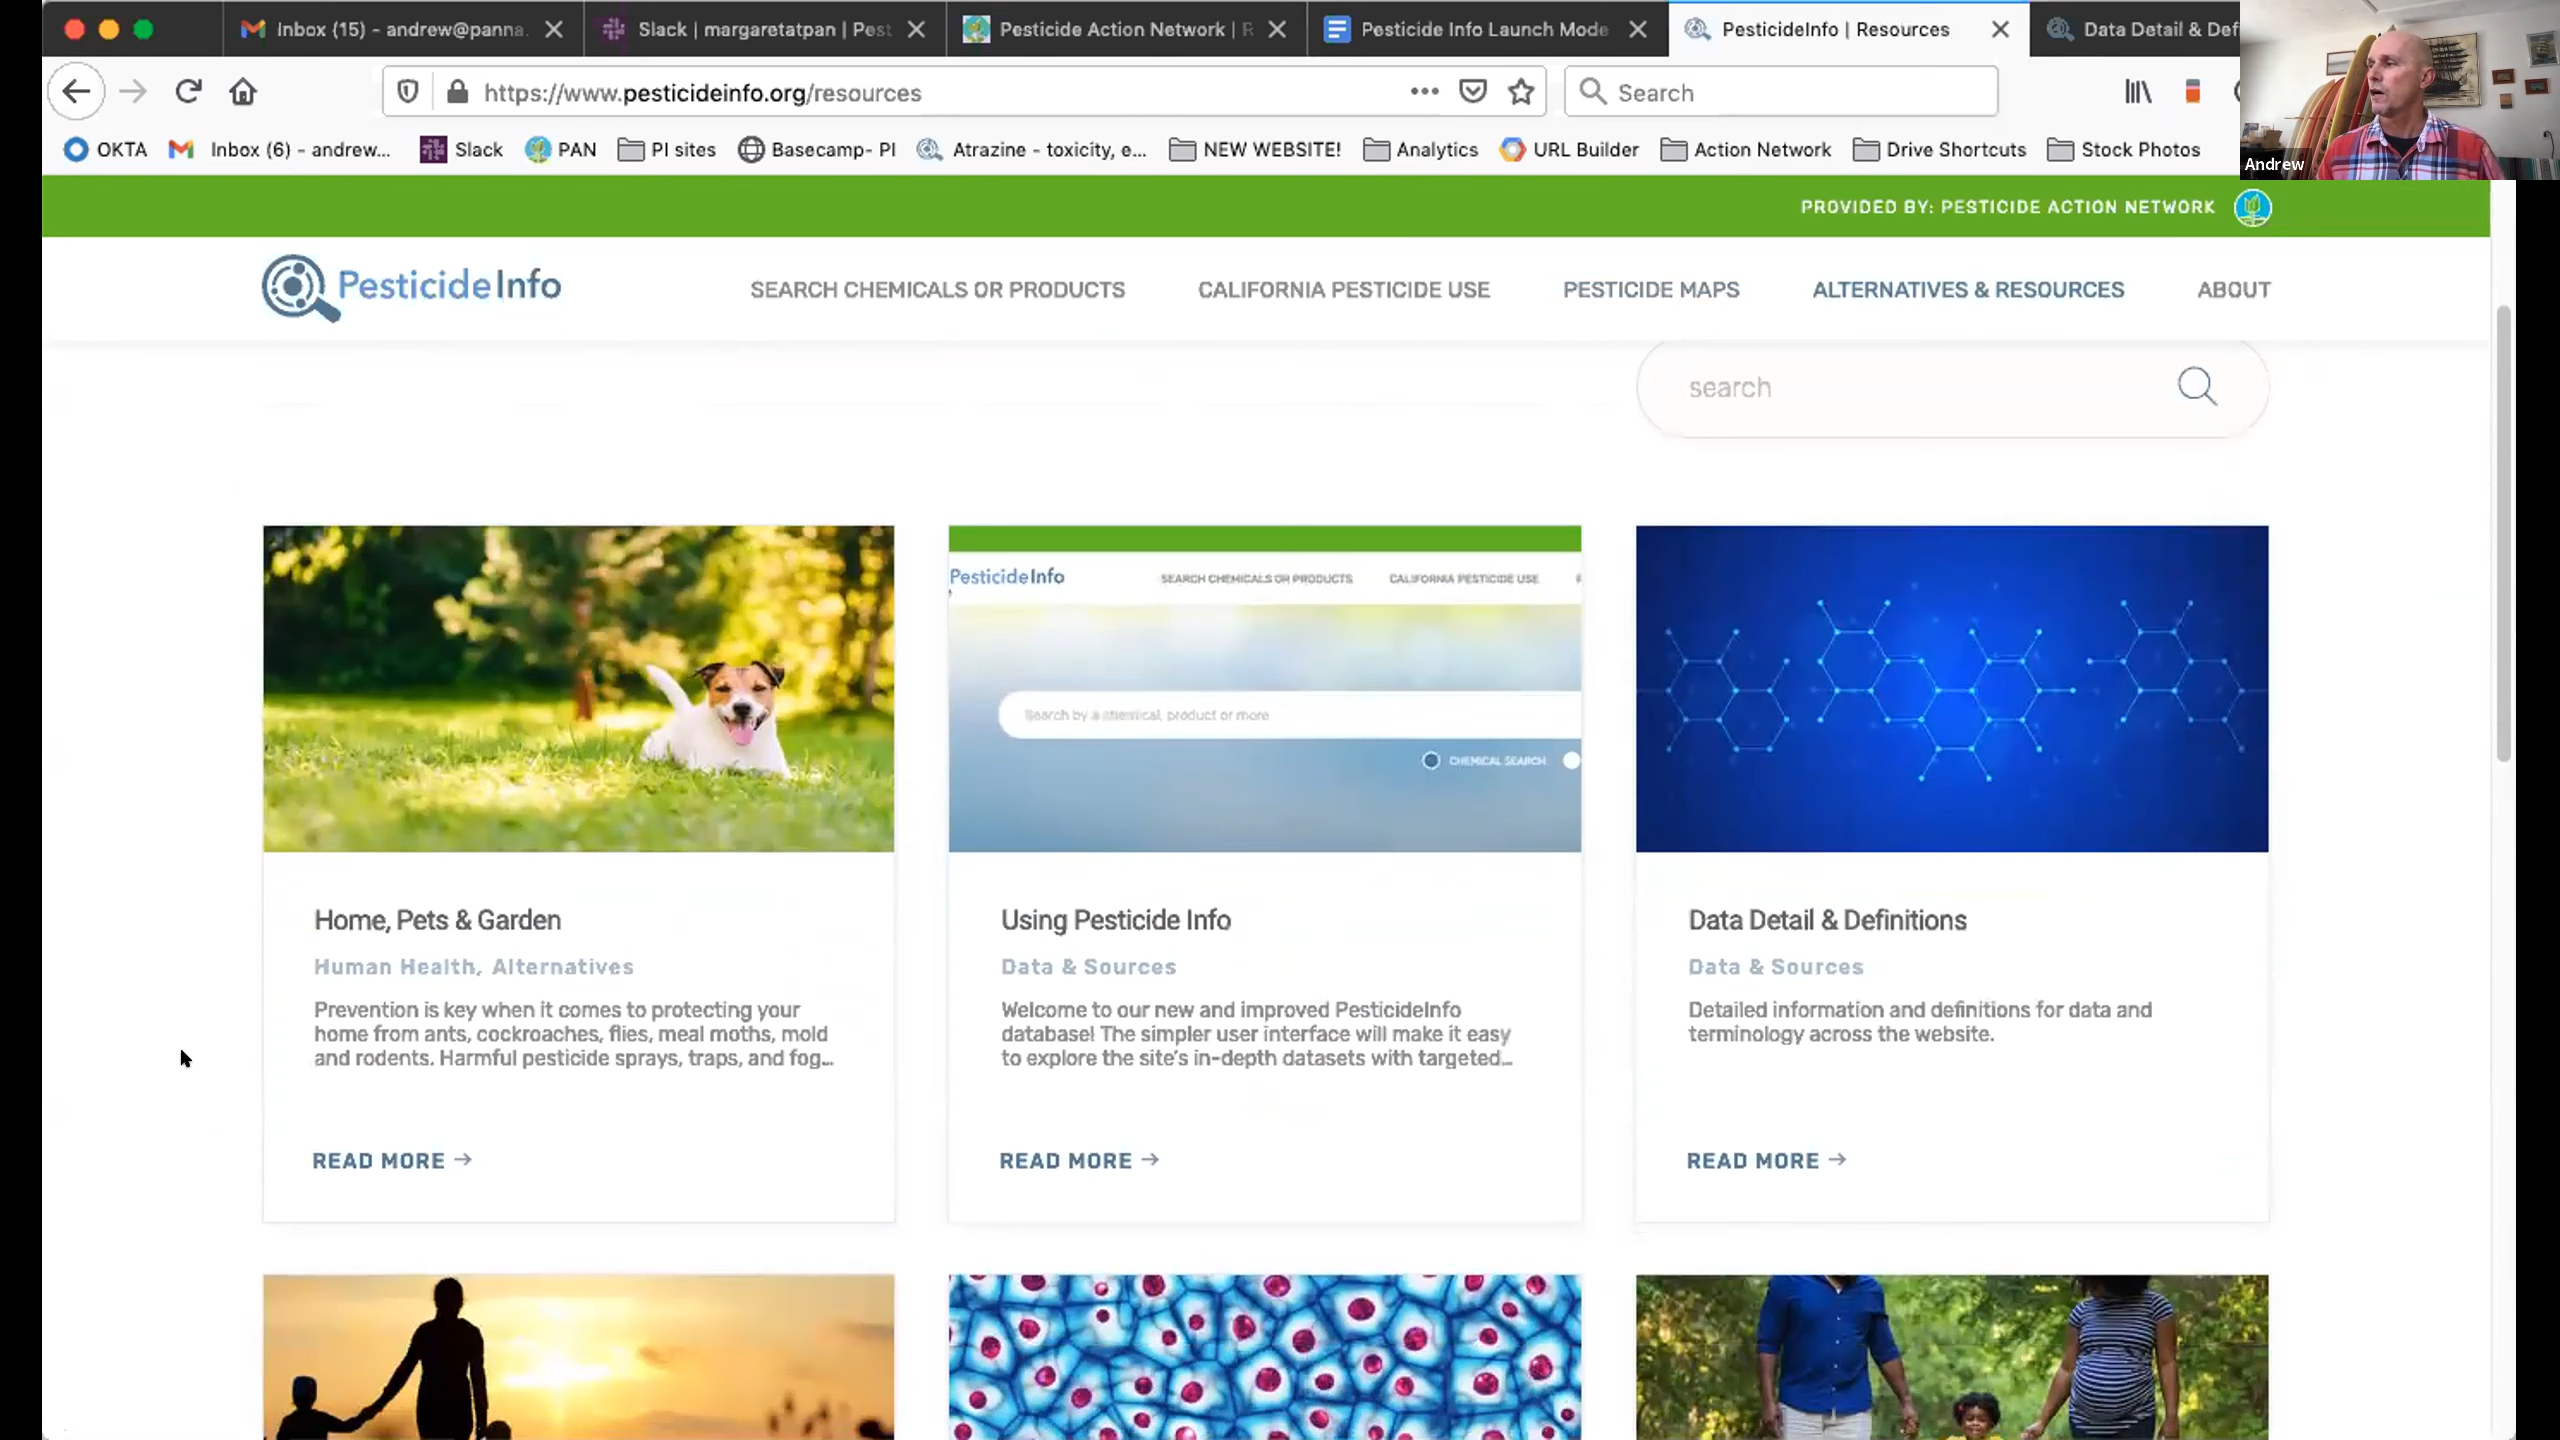 Inbox (15) - andrew@panna.
Slack | margaretatpan | Pest
Pesticide Action Network | R
Pesticide Info Launch Mode
PesticideInfo | Resources
Data Detail & Def
https://www.pesticideinfo.org/resources
Search
OKTA
Inbox (6) - andrew...
Slack
PAN
PI sites
Basecamp- PI
Atrazine - toxicity, e...
NEW WEBSITE!
Analytics
URL Builder
Action Network
Drive Shortcuts
Stock Photos
Andrew
PROVIDED BY: PESTICIDE ACTION NETWORK
PesticideInfo
SEARCH CHEMICALS OR PRODUCTS
CALIFORNIA PESTICIDE USE
PESTICIDE MAPS
ALTERNATIVES & RESOURCES
ABOUT
search
PesticideInfo
SEARCH CHEMICALS OR PRODUCTS
CALIFORNIA PESTICIDE USE
Search by a chemical, product or more
CHEMICAL SEARCH
Home, Pets & Garden
Human Health, Alternatives
Prevention is key when it comes to protecting your
home from ants, cockroaches, flies, meal moths, mold
and rodents. Harmful pesticide sprays, traps, and fog...
READ MORE →
Using Pesticide Info
Data & Sources
Welcome to our new and improved PesticideInfo
database! The simpler user interface will make it easy
to explore the site's in-depth datasets with targeted...
READ MORE →
Data Detail & Definitions
Data & Sources
Detailed information and definitions for data and
terminology across the website.
READ MORE →